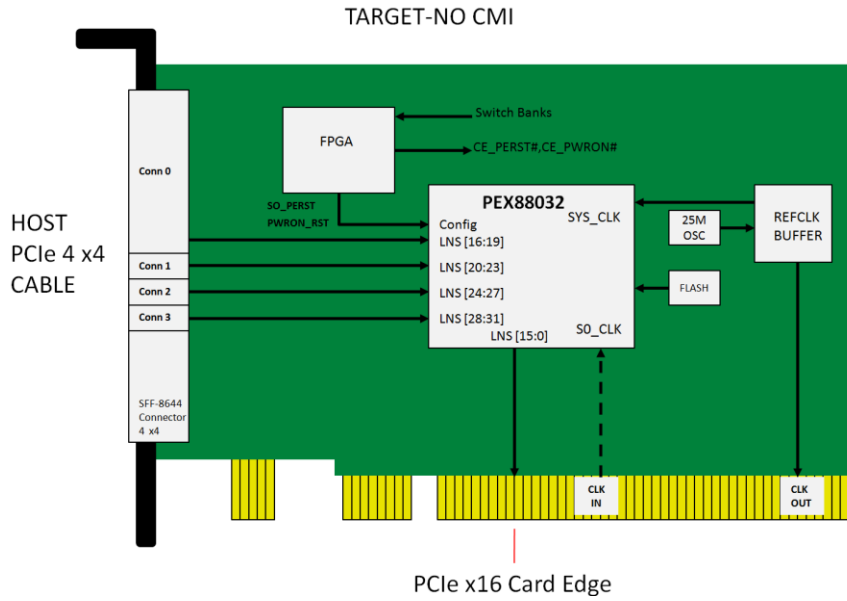 TARGET-NO CMI
Switch Banks
FPGA
CE_PERST#,CE_PWRON#
Conn 0
SO_PERST
PWRON_RST
PEX88032
SYS_CLK
Config
LNS [16:19]
LNS [20:23]
LNS [24:27]
LNS [28:31]
LNS [15:0]
S0_CLK
25M
OSC
REFCLK
BUFFER
FLASH
HOST
PCIe 4 x4
CABLE
Conn 1
Conn 2
Conn 3
SFF-8644
Connector
4 x4
CLK
IN
CLK
OUT
PCIe x16 Card Edge